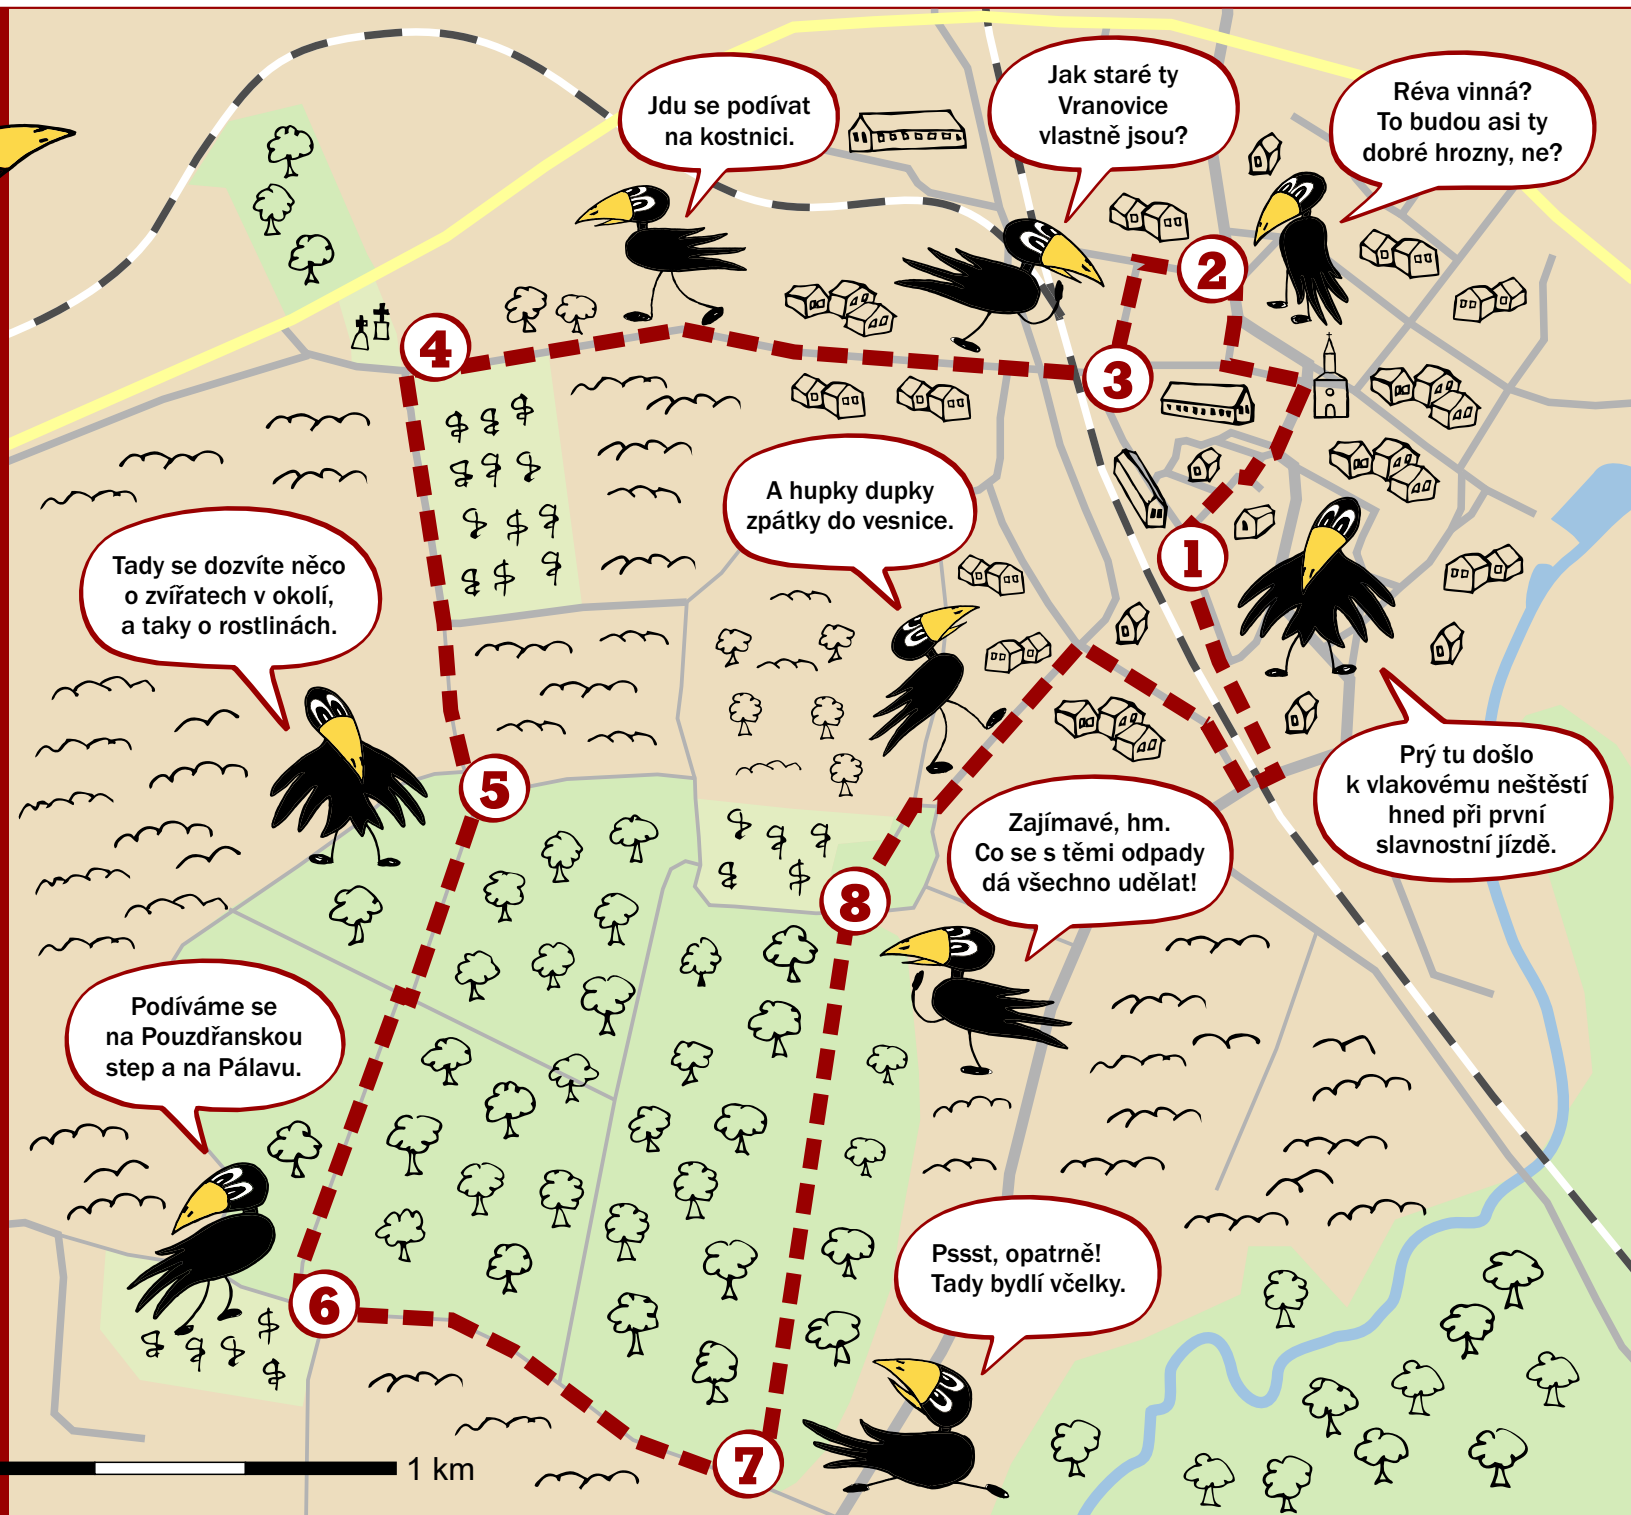 Jdu se podívat
na kostnici.
Jak staré ty
Vranovice
vlastně jsou?
Réva vinná?
To budou asi ty
dobré hrozny, ne?
2
4
3
A hupky dupky
zpátky do vesnice.
1
Tady se dozvíte něco
o zvířatech v okolí,
a taky o rostlinách.
5
Prý tu došlo
k vlakovému neštěstí
hned při první
slavnostní jízdě.
Zajímavé, hm.
Co se s těmi odpady
dá všechno udělat!
8
Podíváme se
na Pouzdřanskou
step a na Pálavu.
6
Pssst, opatrně!
Tady bydlí včelky.
7
1 km